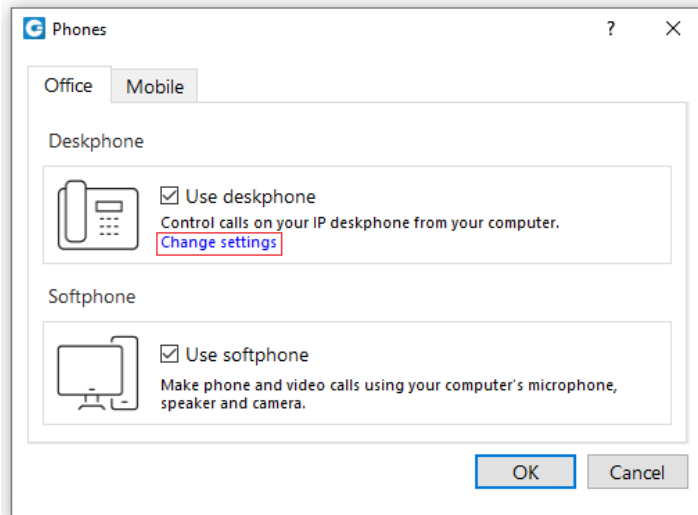 Phones
?
Office
Mobile
Deskphone
Use deskphone
Control calls on your IP deskphone from your computer.
Change settings
Softphone
Use softphone
Make phone and video calls using your computer's microphone,
speaker and camera.
OK
Cancel